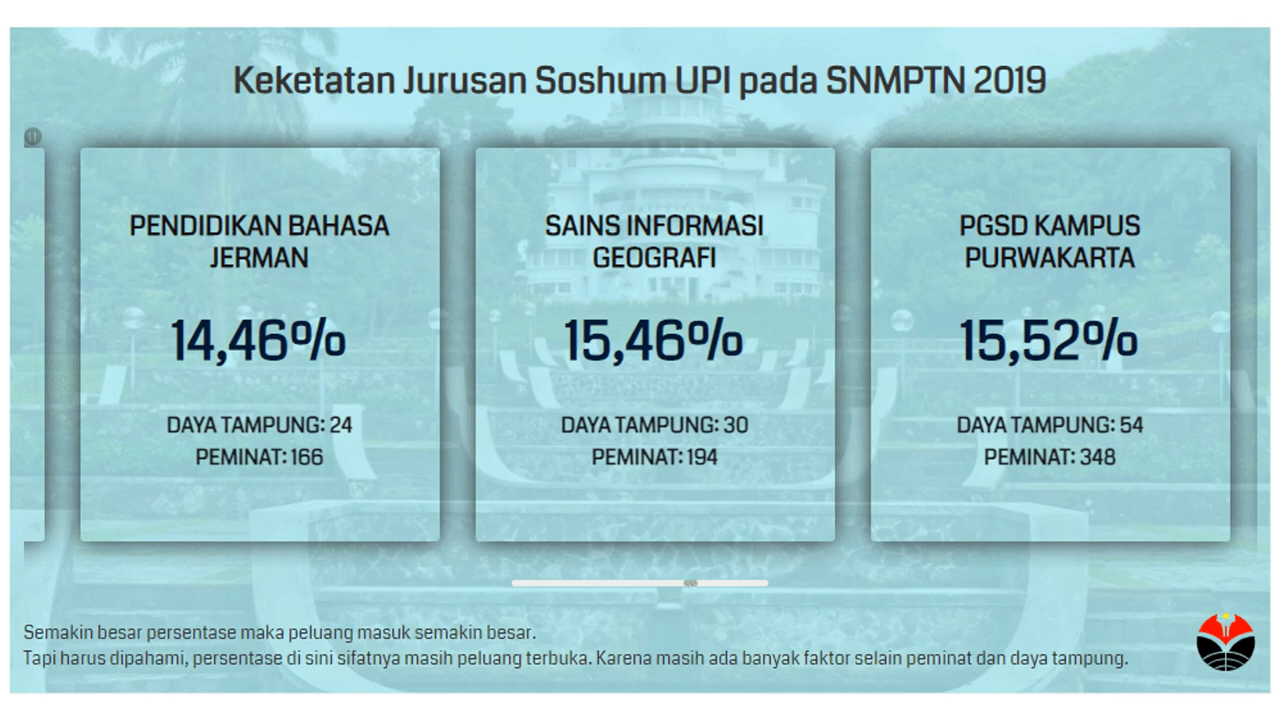 Keketatan Jurusan Soshum UPI pada SNMPTN 2019
PENDIDIKAN BAHASA
JERMAN
14,46%
DAYA TAMPUNG: 24
PEMINAT: 166
SAINS INFORMASI
GEOGRAFI
15,46%
DAYA TAMPUNG: 30
PEMINAT: 194
PGSD KAMPUS
PURWAKARTA
15,52%
DAYA TAMPUNG: 54
PEMINAT: 348
Semakin besar persentase maka peluang masuk semakin besar.
Tapi harus dipahami, persentase di sini sifatnya masih peluang terbuka. Karena masih ada banyak faktor selain peminat dan daya tampung.